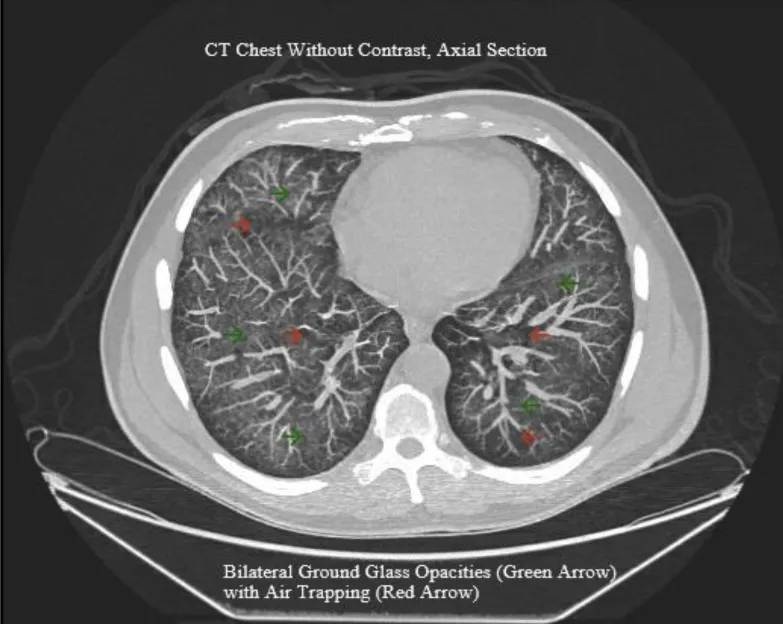 CT Chest Without Contrast, Axial Section
Bilateral Ground Glass Opacities (Green Arrow)
with Air Trapping (Red Arrow)